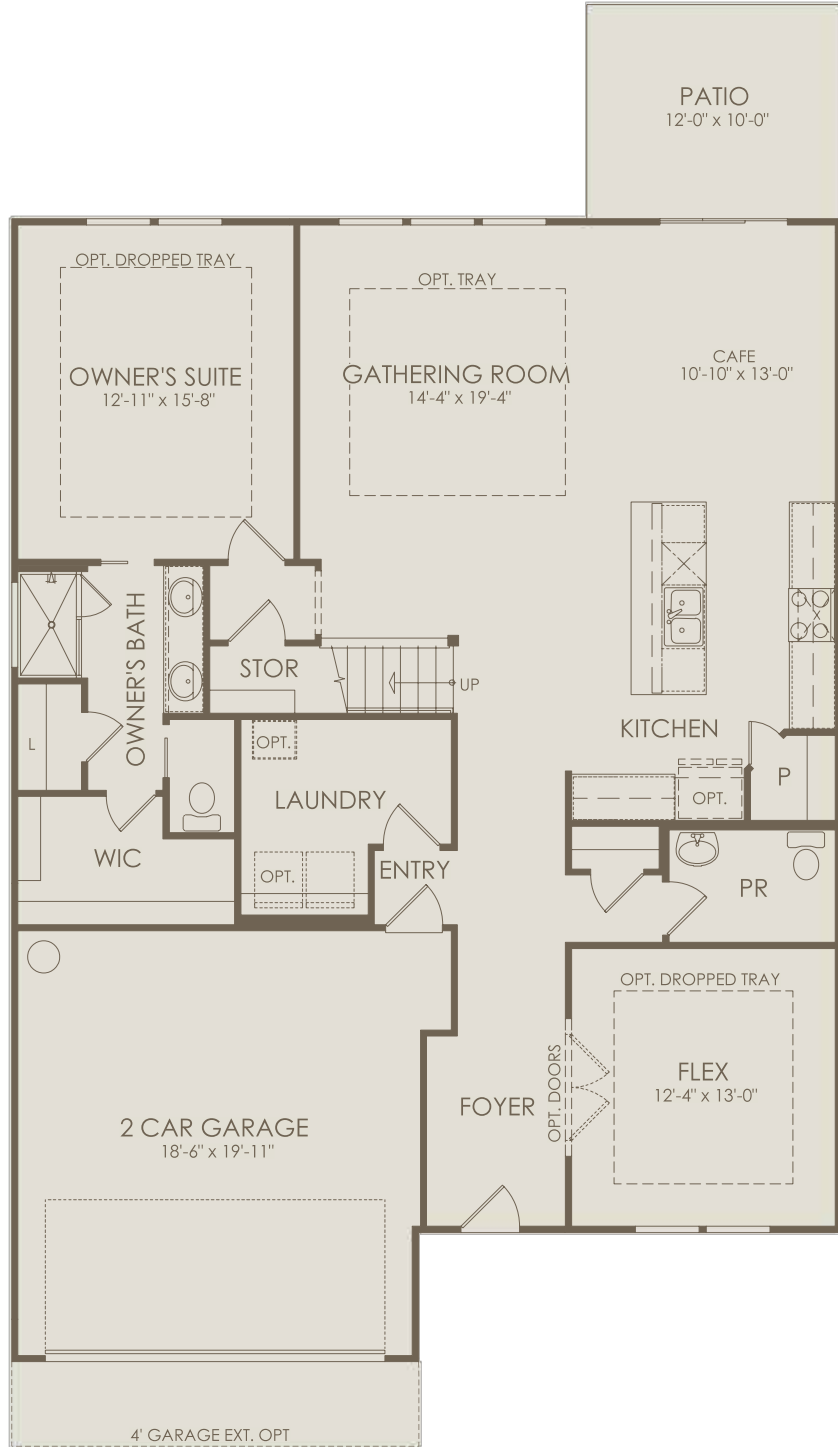 PATIO
12'-0" x 10'-0"
OPT. DROPPED TRAY
OPT. TRAY
OWNER'S SUITE
12'-11" x 15'-8"
GATHERING ROOM
14'-4" x 19'-4"
CAFE
10'-10" x 13'-0"
OWNER'S BATH
STOR
UP
L
OPT.
KITCHEN
P
OPT.
LAUNDRY
WIC
OPT.
ENTRY
PR
OPT. DROPPED TRAY
FLEX
12'-4" x 13'-0"
OPT. DOORS
FOYER
2 CAR GARAGE
18'-6" x 19'-11"
4' GARAGE EXT. OPT